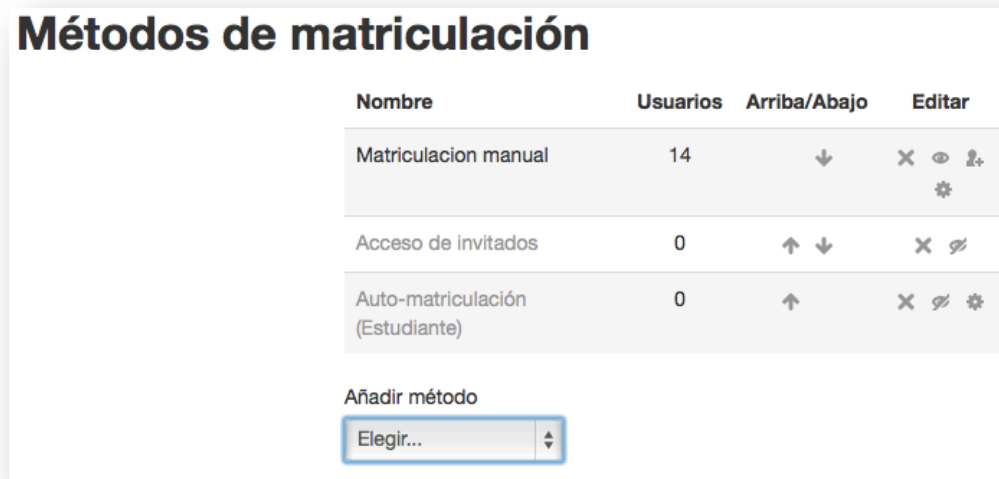 Métodos de matriculación
Nombre Usuarios Arriba/Abajo Editar
Matriculacion manual 14
Acceso de invitados 0
Auto-matriculación 0
(Estudiante)
Añadir método
Elegir...